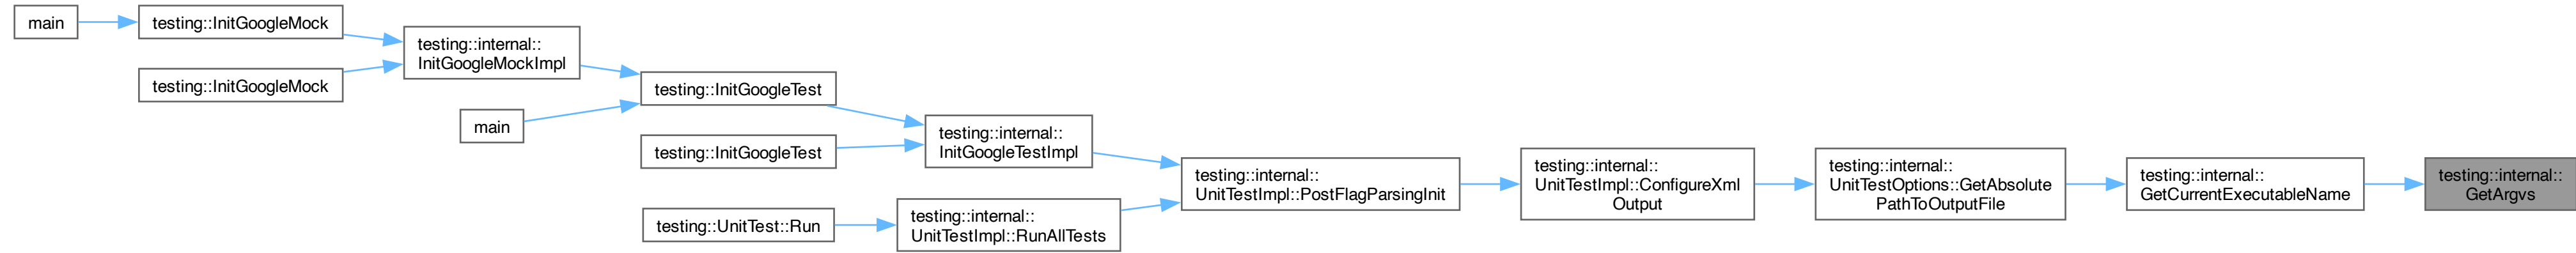 main
testing::InitGoogleMock
testing::InitGoogleMock
testing::internal::
InitGoogleMockImpl
main
testing::InitGoogleTest
testing::InitGoogleTest
testing::UnitTest::Run
testing::internal::
InitGoogleTestImpl
testing::internal::
UnitTestImpl::RunAllTests
testing::internal::
UnitTestImpl::PostFlagParsingInit
testing::internal::
UnitTestImpl::ConfigureXml
Output
testing::internal::
UnitTestOptions::GetAbsolute
PathToOutputFile
testing::internal::
GetCurrentExecutableName
testing::internal::
GetArgvs